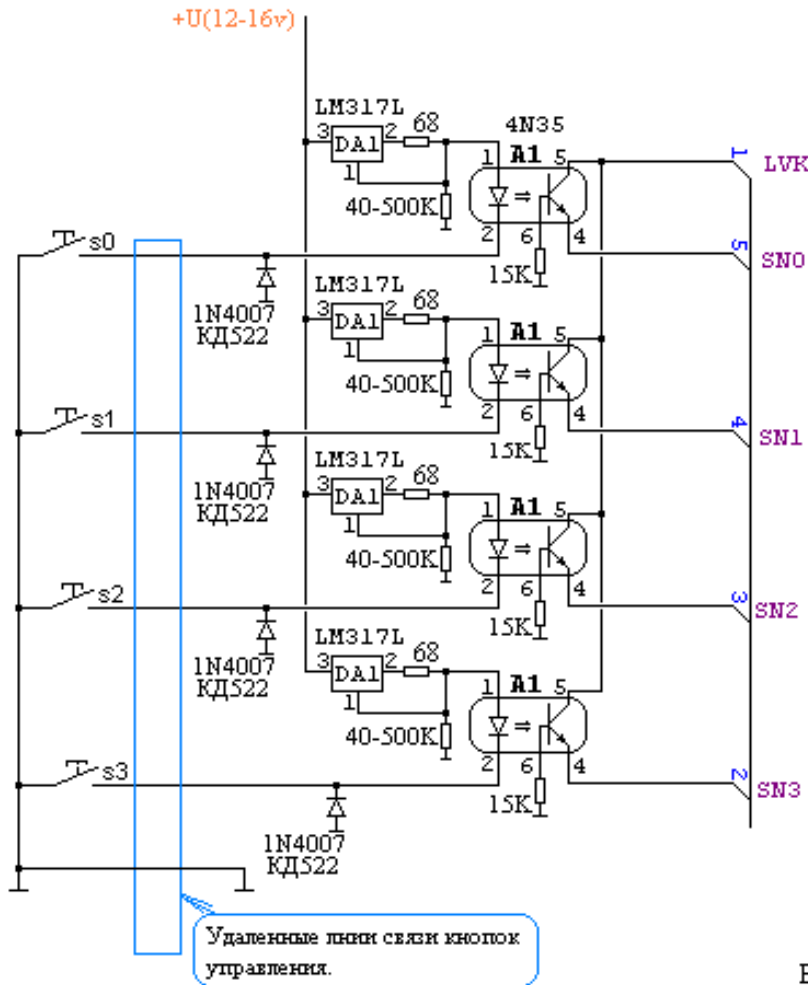 +U(12-16v)
LM317L 68 4N35
3 DA1 2 1 A1 5 1 LVK
1
40-500K
s0 2 6 4 5 SN0
15K
1N4007
КД522
LM317L 68
3 DA1 2 1 A1 5
1
40-500K
s1 2 6 4 4 SN1
15K
1N4007
КД522
LM317L 68
3 DA1 2 1 A1 5
1
40-500K
s2 2 6 4 3 SN2
15K
1N4007
КД522
LM317L 68
3 DA1 2 1 A1 5
1
40-500K
s3 2 6 4 2 SN3
15K
1N4007
КД522
Удаленные линии связи кнопок
управления.